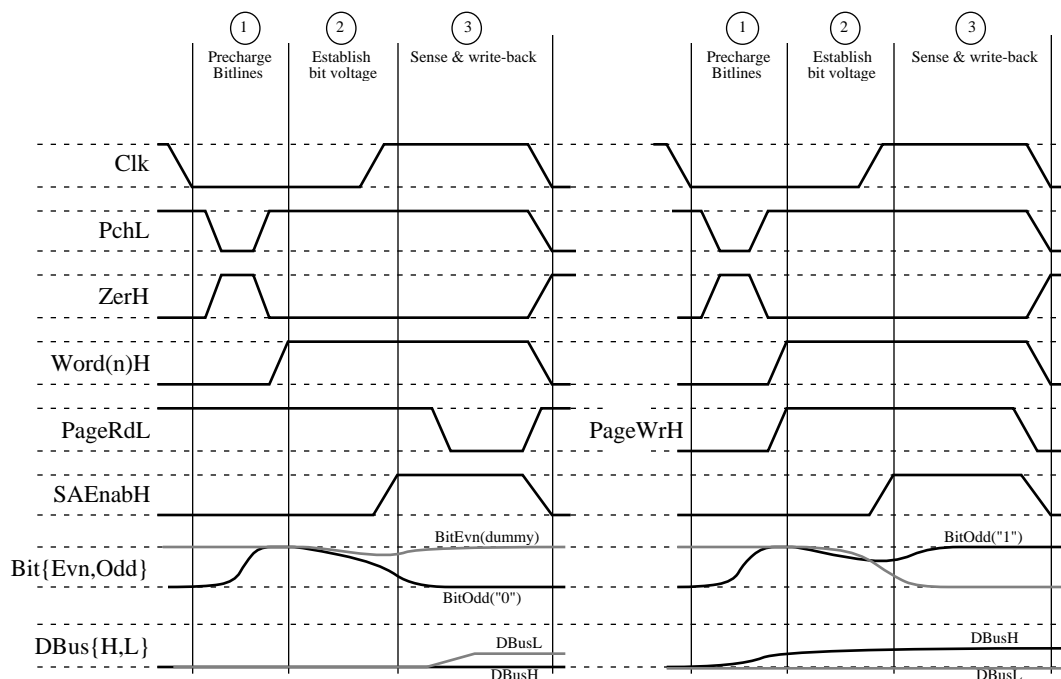 1 2 3 1 2 3
Precharge Establish Sense & write-back Precharge Establish Sense & write-back
Bitlines bit voltage Bitlines bit voltage
Clk
PchL
ZerH
Word(n)H
PageRdL PageWrH
SAEnabH
BitEvn(dummy) BitOdd("1")
Bit{Evn,Odd}
BitOdd("0")
DBus{H,L} DBusL DBusH
DBusH DBusL